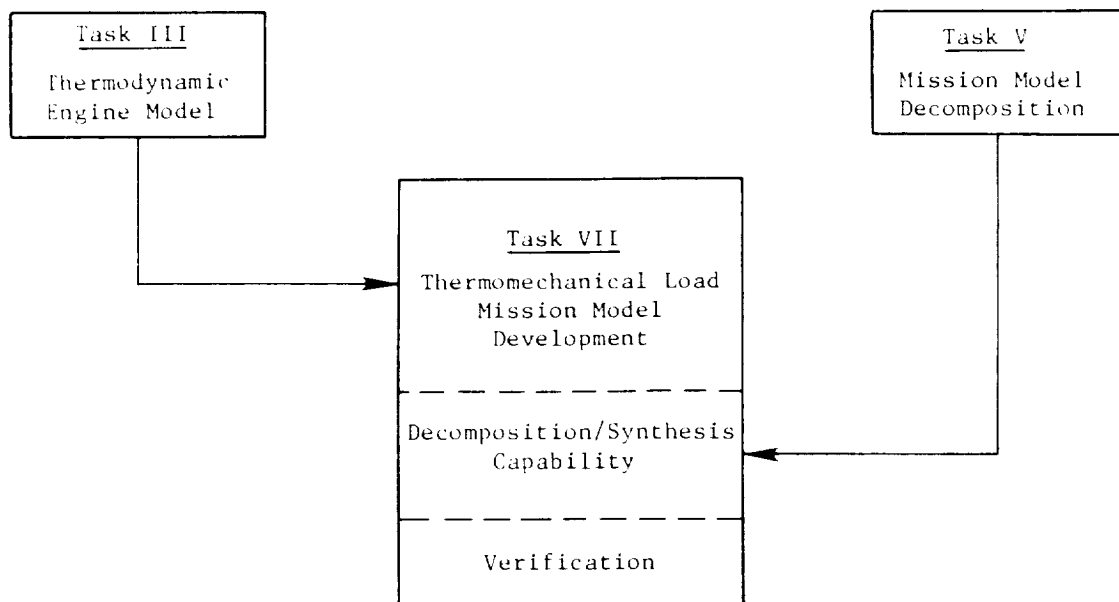 Task III
Thermodynamic
Engine Model
Task V
Mission Model
Decomposition
Task VII
Thermomechanical Load
Mission Model
Development
Decomposition/Synthesis
Capability
Verification